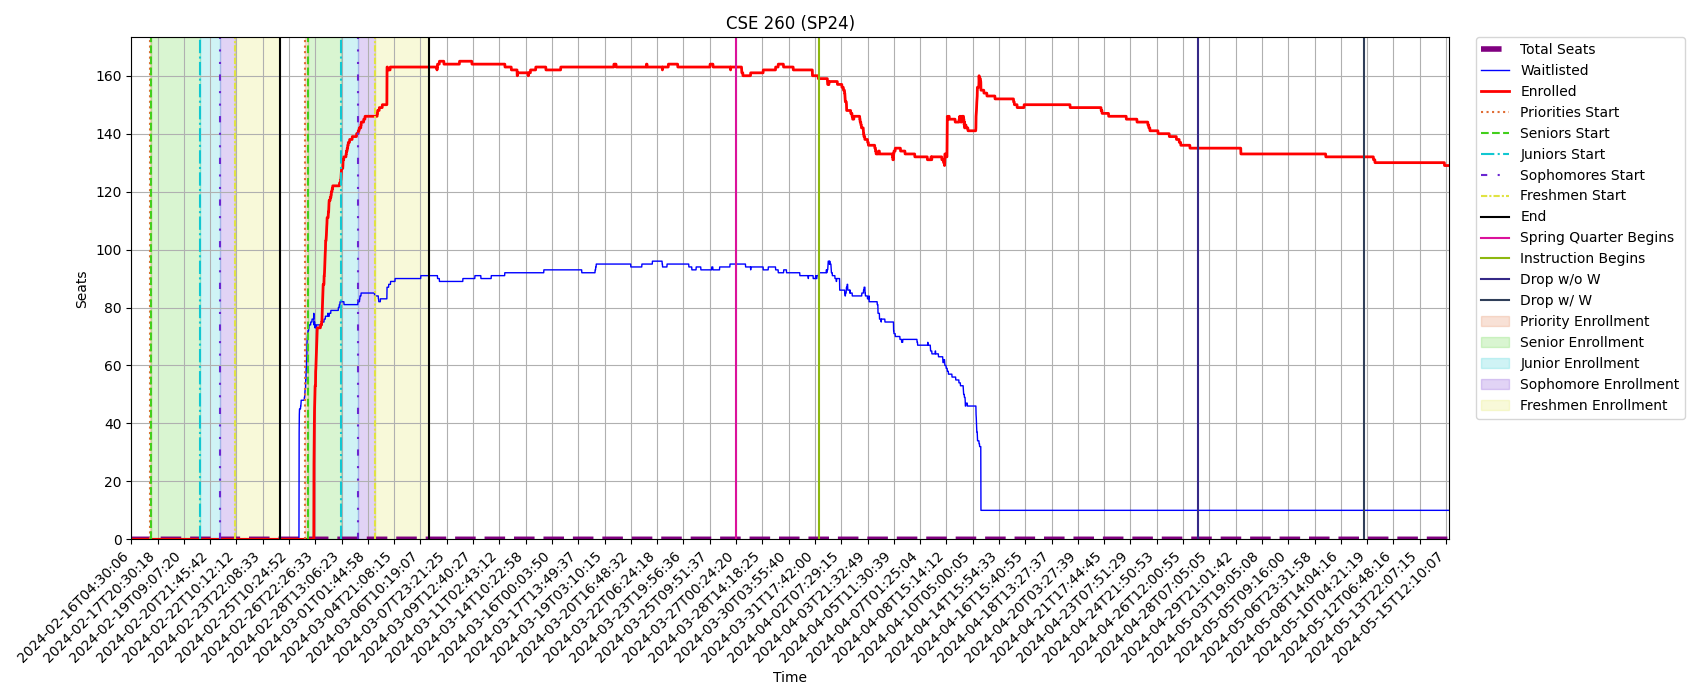 CSE 260 (SP24)
Seats
160
140
120
100
80
60
40
20
0
2024-02-16T04:30:06
2024-02-17T20:30:18
2024-02-19T09:07:20
2024-02-20T21:45:42
2024-02-22T10:12:12
2024-02-23T22:08:33
2024-02-25T10:24:52
2024-02-26T22:26:33
2024-02-28T13:06:23
2024-03-01T01:44:58
2024-03-04T21:08:15
2024-03-06T10:19:07
2024-03-07T23:21:25
2024-03-09T12:40:27
2024-03-11T02:43:12
2024-03-14T10:22:58
2024-03-16T00:03:50
2024-03-17T13:49:37
2024-03-19T03:10:15
2024-03-20T16:48:32
2024-03-22T06:24:18
2024-03-23T19:56:36
2024-03-25T09:51:37
2024-03-27T00:24:20
2024-03-28T14:18:25
2024-03-30T03:55:40
2024-03-31T17:42:00
2024-04-02T07:29:15
2024-04-03T21:32:49
2024-04-05T11:30:39
2024-04-07T01:25:04
2024-04-08T15:14:12
2024-04-10T05:00:05
2024-04-14T15:54:33
2024-04-16T15:40:55
2024-04-18T13:27:37
2024-04-20T03:27:39
2024-04-21T17:44:45
2024-04-23T07:51:29
2024-04-24T21:50:53
2024-04-26T12:00:55
2024-04-28T07:05:05
2024-04-29T21:01:42
2024-05-03T19:05:08
2024-05-05T09:16:00
2024-05-06T23:31:58
2024-05-08T14:04:16
2024-05-10T04:21:19
2024-05-12T06:48:16
2024-05-13T22:07:15
2024-05-15T12:10:07
Time
Total Seats
Waitlisted
Enrolled
Priorities Start
Seniors Start
Juniors Start
Sophomores Start
Freshmen Start
End
Spring Quarter Begins
Instruction Begins
Drop w/o W
Drop w/ W
Priority Enrollment
Senior Enrollment
Junior Enrollment
Sophomore Enrollment
Freshmen Enrollment